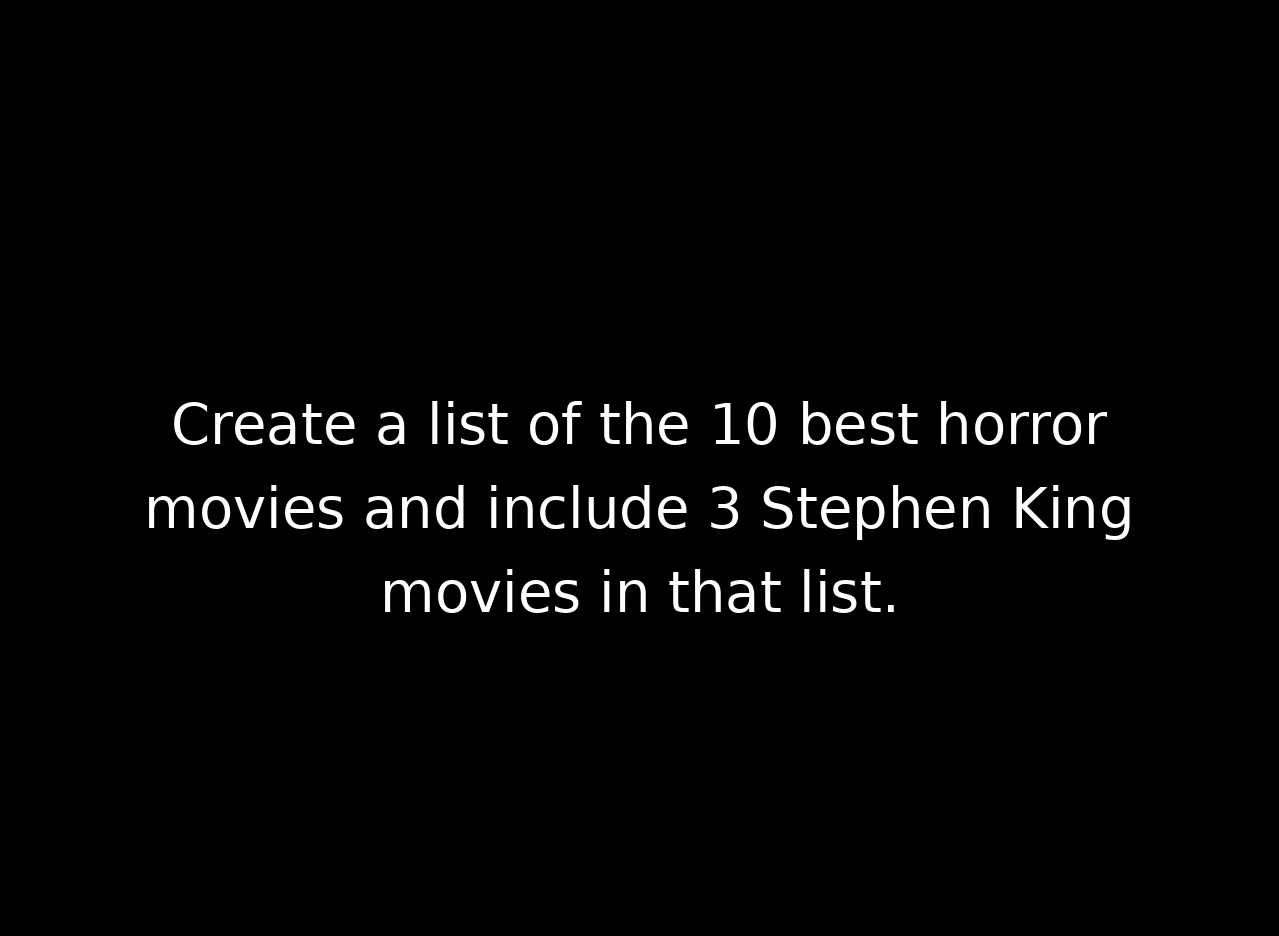 Create a list of the 10 best horror
movies and include 3 Stephen King
movies in that list.